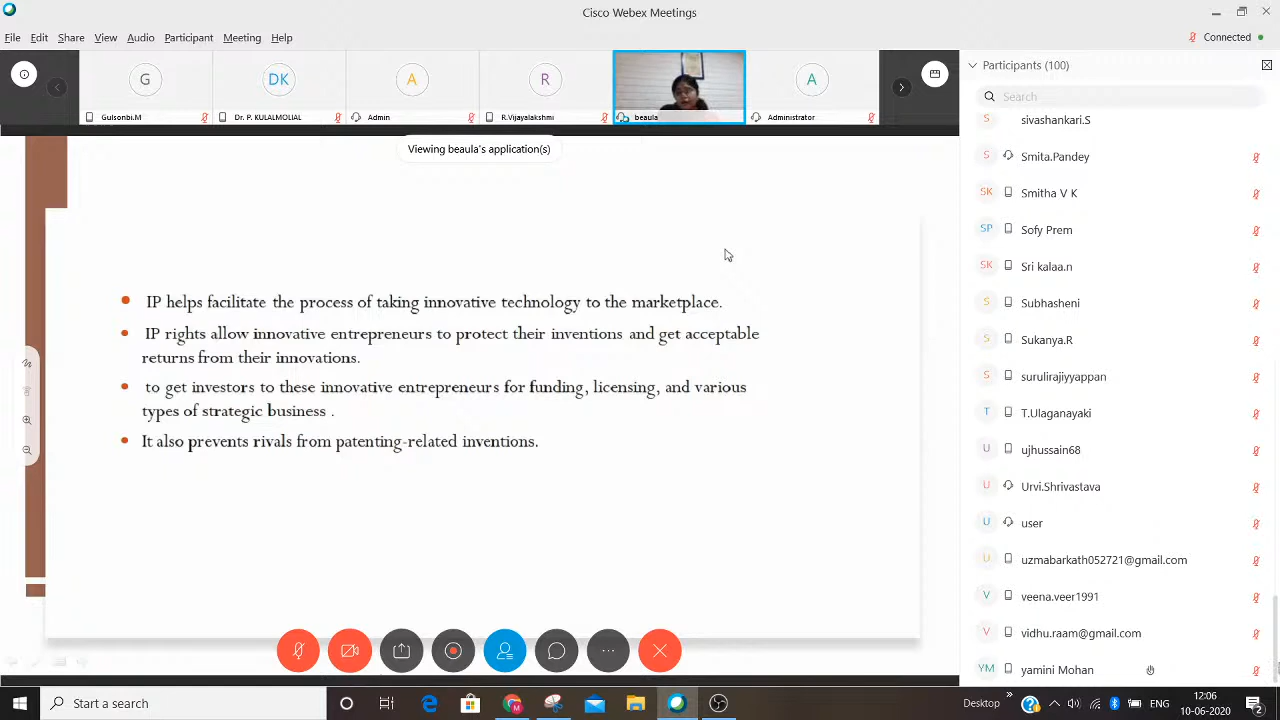 Cisco Webex Meetings
File Edit Share View Audio Participant Meeting Help
Connected
G
DK
A
R
A
Gulsonbi.M
Dr. P. KULALMOLIAL
Admin
R.Vijayalakshmi
beaula
Administrator
Viewing beaula's application(s)
IP helps facilitate the process of taking innovative technology to the marketplace.
IP rights allow innovative entrepreneurs to protect their inventions and get acceptable
returns from their innovations.
to get investors to these innovative entrepreneurs for funding, licensing, and various
types of strategic business .
It also prevents rivals from patenting-related inventions.
Participants (100)
Search
S sivashankari.S
S Smita.Pandey
SK Smitha V K
SP Sofy Prem
SK Sri kalaa.n
S Subhasheni
S Sukanya.R
S surulirajiyyappan
T T.Ulaganayaki
U ujhussain68
U Urvi.Shrivastava
U user
U uzmabarkath052721@gmail.com
V veena.veer1991
V vidhu.raam@gmail.com
YM yamini Mohan
Start a search
Desktop
ENG
12:06
10-06-2020
2